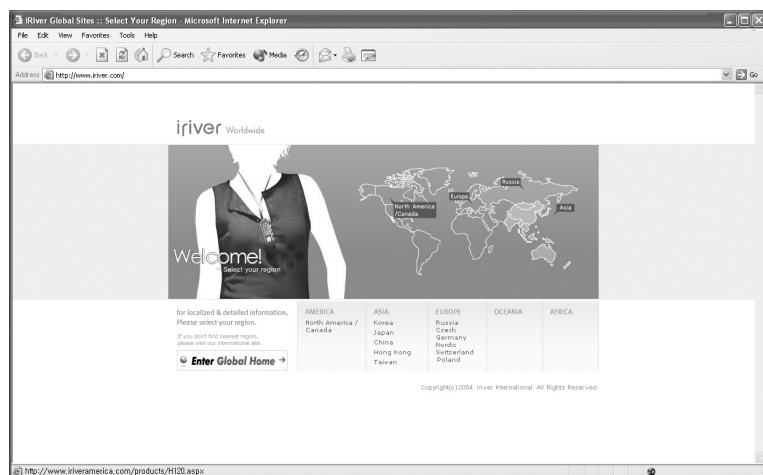 iRiver Global Sites :: Select Your Region - Microsoft Internet Explorer
File Edit View Favorites Tools Help
Back Search Favorites Media
Address http://www.iriver.com/ Go
iriver Worldwide
Russia
Europe
North America
/Canada
Asia
Welcome!
Select your region
for localized & detailed information,
Please select your region.
If you don't find nearest region,
please visit our international site.
Enter Global Home
AMERICA
North America /
Canada
ASIA
Korea
Japan
China
Hong Kong
Taiwan
EUROPE
Russia
Czech
Germany
Nordic
Switzerland
Poland
OCEANIA
AFRICA
Copyright(c)2004. iriver International. All Rights Reserved.
http://www.iriveramerica.com/products/H120.aspx